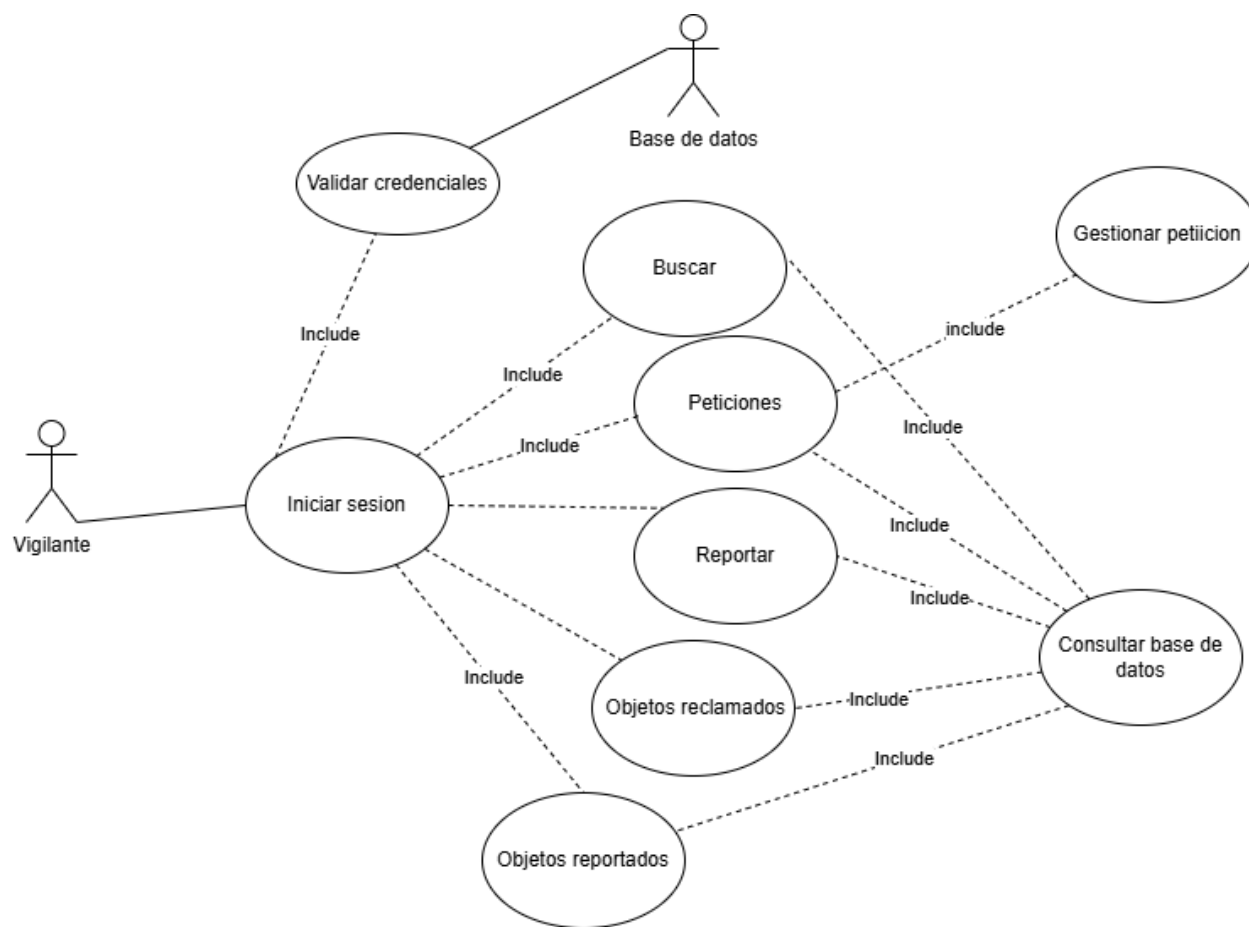 Base de datos
Validar credenciales
Gestionar petiicion
Buscar
Include
include
Include
Peticiones
Include
Include
Vigilante
Iniciar sesion
Include
Reportar
Include
Consultar base de
datos
Include
Objetos reclamados
Include
Include
Objetos reportados